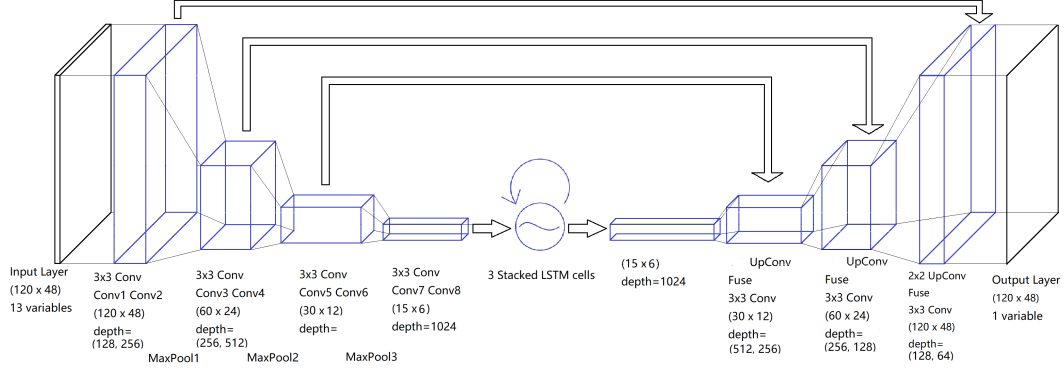 Input Layer
(120 x 48)
13 variables
3x3 Conv
Conv1 Conv2
(120 x 48)
depth=
(128, 256)
MaxPool1
3x3 Conv
Conv3 Conv4
(60 x 24)
depth=
(256, 512)
MaxPool2
3x3 Conv
Conv5 Conv6
(30 x 12)
depth=
MaxPool3
3x3 Conv
Conv7 Conv8
(15 x 6)
depth=1024
3 Stacked LSTM cells
(15 x 6)
depth=1024
UpConv
Fuse
3x3 Conv
(30 x 12)
depth=
(512, 256)
UpConv
Fuse
3x3 Conv
(60 x 24)
depth=
(256, 128)
2x2 UpConv
Fuse
3x3 Conv
(120 x 48)
depth=
(128, 64)
Output Layer
(120 x 48)
1 variable